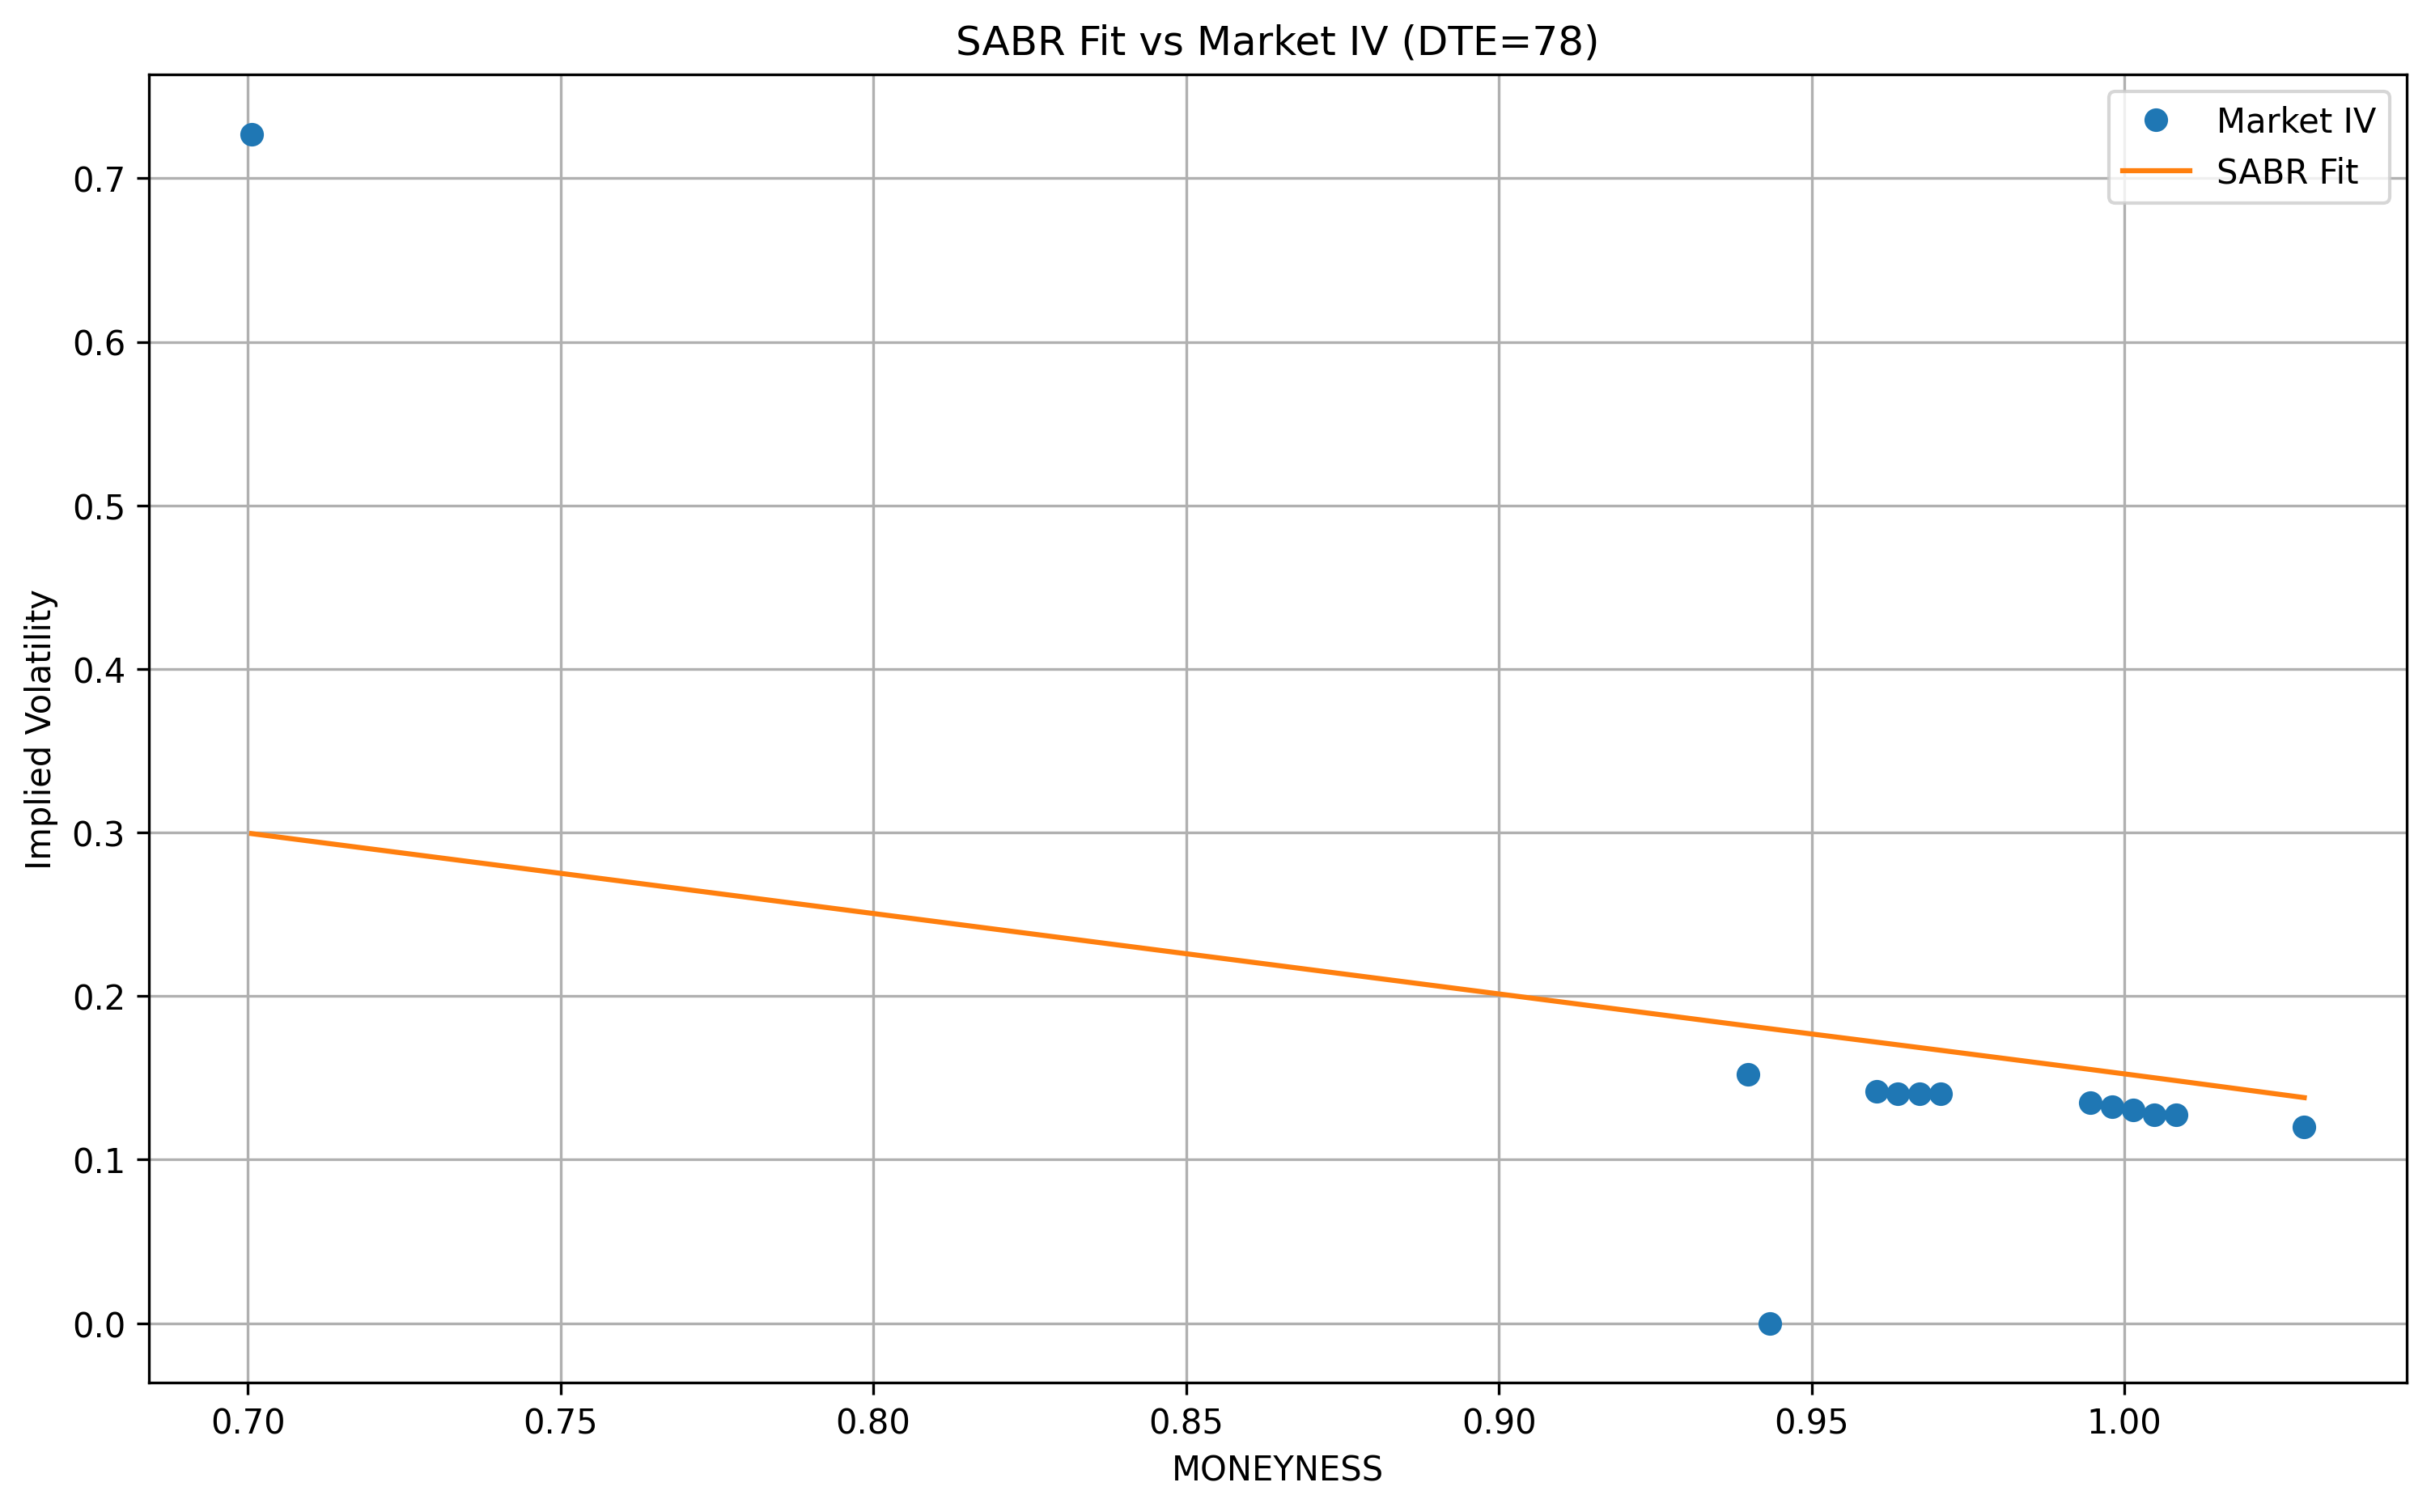 SABR Fit vs Market IV (DTE=78)
Market IV
SABR Fit
Implied Volatility
0.7
0.6
0.5
0.4
0.3
0.2
0.1
0.0
0.70 0.75 0.80 0.85 0.90 0.95 1.00
MONEYNESS